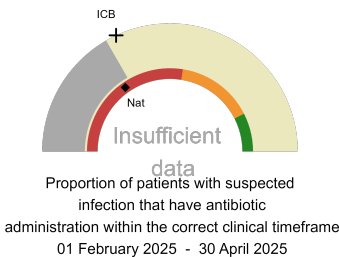 ICB
Nat
Insufficient
data
Proportion of patients with suspected
infection that have antibiotic
administration within the correct clinical timeframe
01 February 2025 - 30 April 2025